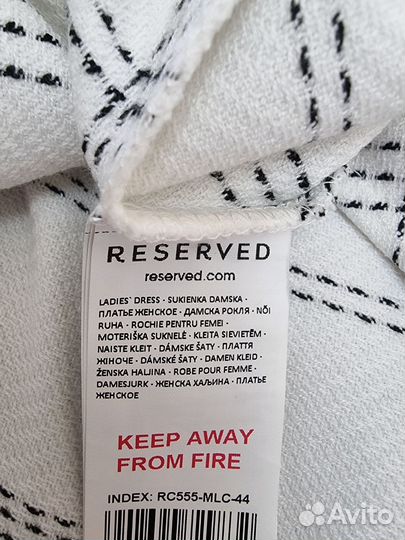 RESERVED
reserved.com
LADIES` DRESS · SUKIENKA DAMSKA ·
ПЛАТЬЕ ЖЕНСКОЕ · ДАМСКА РОКЛЯ · NŐI
RUHA · ROCHIE PENTRU FEMEI ·
MOTERIŠKA SUKNELĖ · KLEITA SIEVIETĒM ·
NAISTE KLEIT · DÁMSKE ŠATY · ПЛАТТЯ
ЖІНОЧЕ · DÁMSKÉ ŠATY · DAMEN KLEID ·
ŽENSKA HALJINA · ROBE POUR FEMME ·
DAMESJURK · ЖЕНСКА ХАЉИНА · ПЛАТЬЕ
ЖЕНСКОЕ
KEEP AWAY
FROM FIRE
INDEX: RC555-MLC-44
Avito